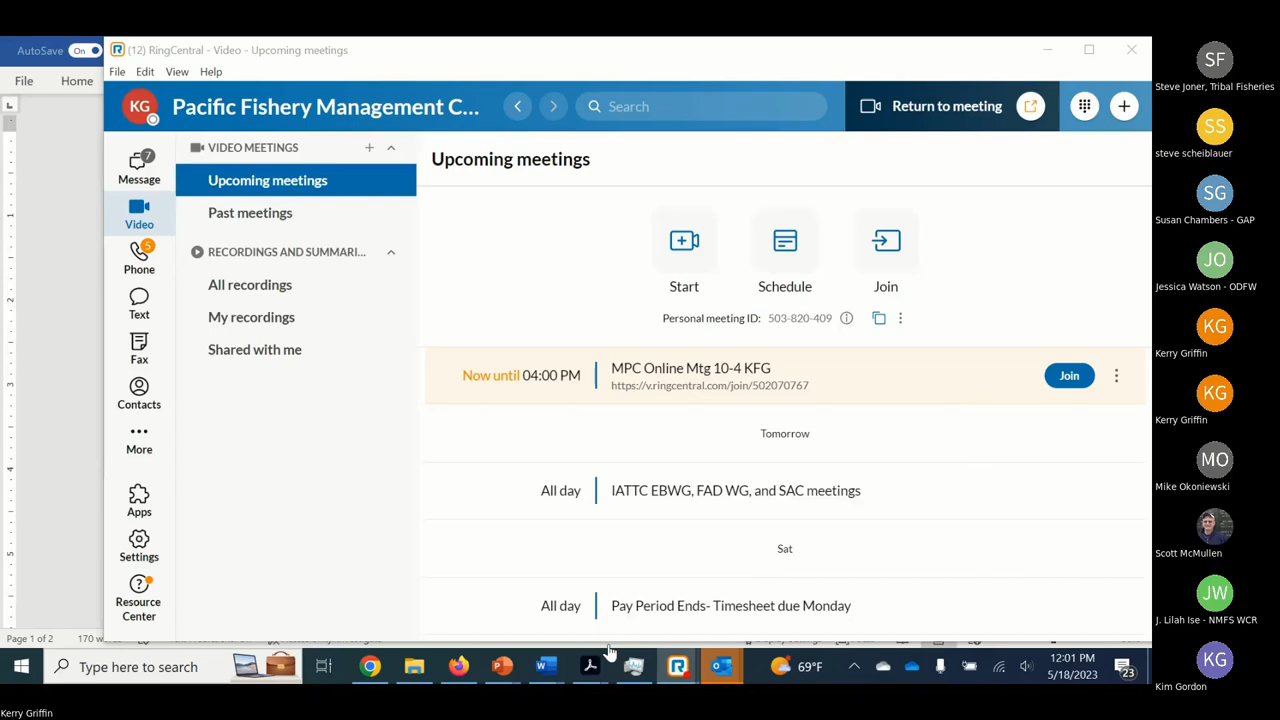 AutoSave On
File Home
(12) RingCentral - Video - Upcoming meetings
File Edit View Help
KG Pacific Fishery Management C...
Search
Return to meeting
7
Message
Video
5
Phone
Text
Fax
Contacts
More
Apps
Settings
Resource
Center
VIDEO MEETINGS
Upcoming meetings
Past meetings
RECORDINGS AND SUMMARI...
All recordings
My recordings
Shared with me
Upcoming meetings
Start Schedule Join
Personal meeting ID: 503-820-409
Now until 04:00 PM
MPC Online Mtg 10-4 KFG
https://v.ringcentral.com/join/502070767
Join
Tomorrow
All day IATTC EBWG, FAD WG, and SAC meetings
Sat
All day Pay Period Ends- Timesheet due Monday
1
2
3
4
5
Page 1 of 2 170
Type here to search
69°F
12:01 PM
5/18/2023
23
Kerry Griffin
SF
Steve Joner, Tribal Fisheries
SS
steve scheiblauer
SG
Susan Chambers - GAP
JO
Jessica Watson - ODFW
KG
Kerry Griffin
KG
Kerry Griffin
MO
Mike Okoniewski
Scott McMullen
JW
J. Lilah Ise - NMFS WCR
KG
Kim Gordon